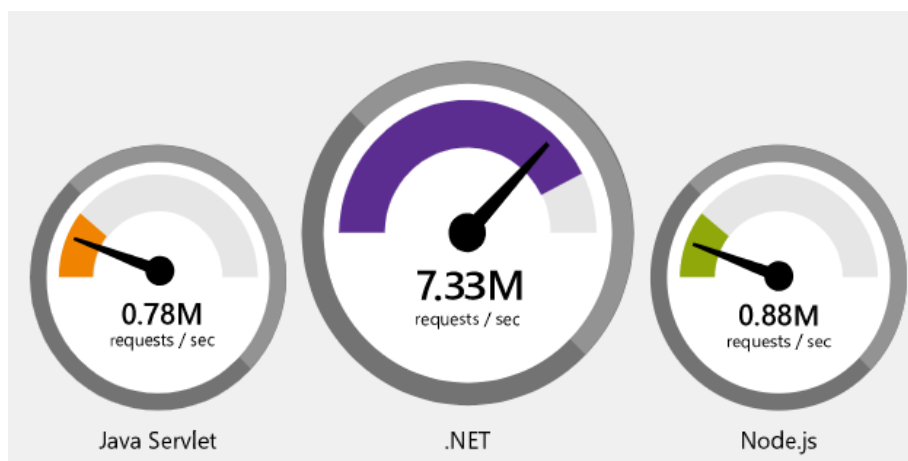 0.78M
requests / sec
Java Servlet
7.33M
requests / sec
.NET
0.88M
requests / sec
Node.js